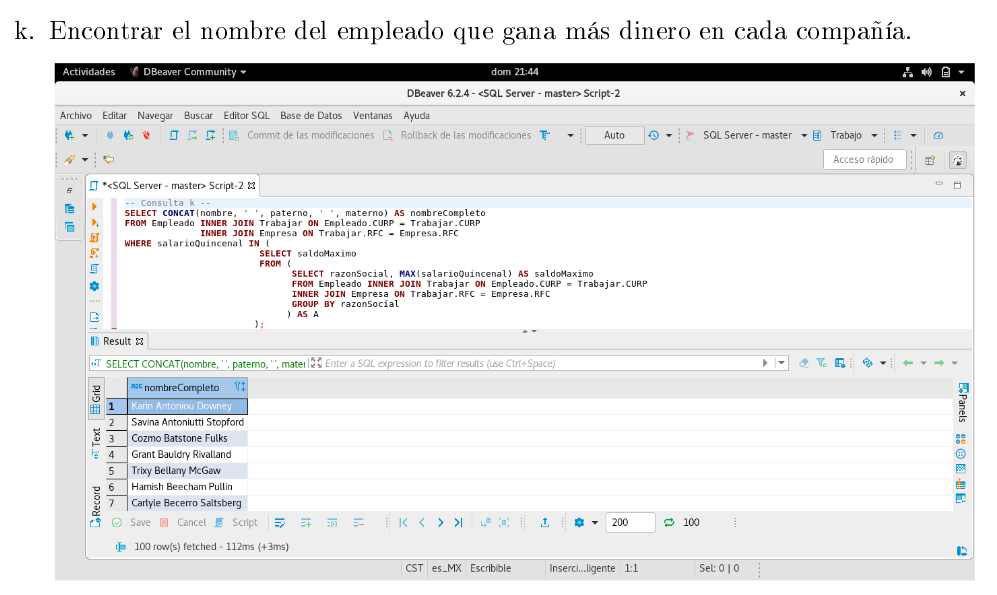 k. Encontrar el nombre del empleado que gana más dinero en cada compañía.
Actividades DBeaver Community dom 21:44
DBeaver 6.2.4 - <SQL Server - master> Script-2
Archivo Editar Navegar Buscar Editor SQL Base de Datos Ventanas Ayuda
Commit de las modificaciones Rollback de las modificaciones Auto SQL Server - master Trabajo
Acceso rápido
*<SQL Server - master> Script-2
-- Consulta k --
SELECT CONCAT(nombre, ' ', paterno, ' ', materno) AS nombreCompleto
FROM Empleado INNER JOIN Trabajar ON Empleado.CURP = Trabajar.CURP
INNER JOIN Empresa ON Trabajar.RFC = Empresa.RFC
WHERE salarioQuincenal IN (
SELECT saldoMaximo
FROM (
SELECT razonSocial, MAX(salarioQuincenal) AS saldoMaximo
FROM Empleado INNER JOIN Trabajar ON Empleado.CURP = Trabajar.CURP
INNER JOIN Empresa ON Trabajar.RFC = Empresa.RFC
GROUP BY razonSocial
) AS A
);
Result
SELECT CONCAT(nombre, ' ', paterno, ' ', mater Enter a SQL expression to filter results (use Ctrl+Space)
Grid
Text
Record
ABC nombreCompleto
1 Karin Antoniou Downey
2 Savina Antoniutti Stopford
3 Cozmo Batstone Fulks
4 Grant Bauldry Rivalland
5 Trixy Bellany McGaw
6 Hamish Beecham Pullin
7 Carlyle Becerro Saltsberg
Panels
Save Cancel Script 200 100
100 row(s) fetched - 112ms (+3ms)
CST es_MX Escribible Inserci...ligente 1:1 Sel: 0 | 0